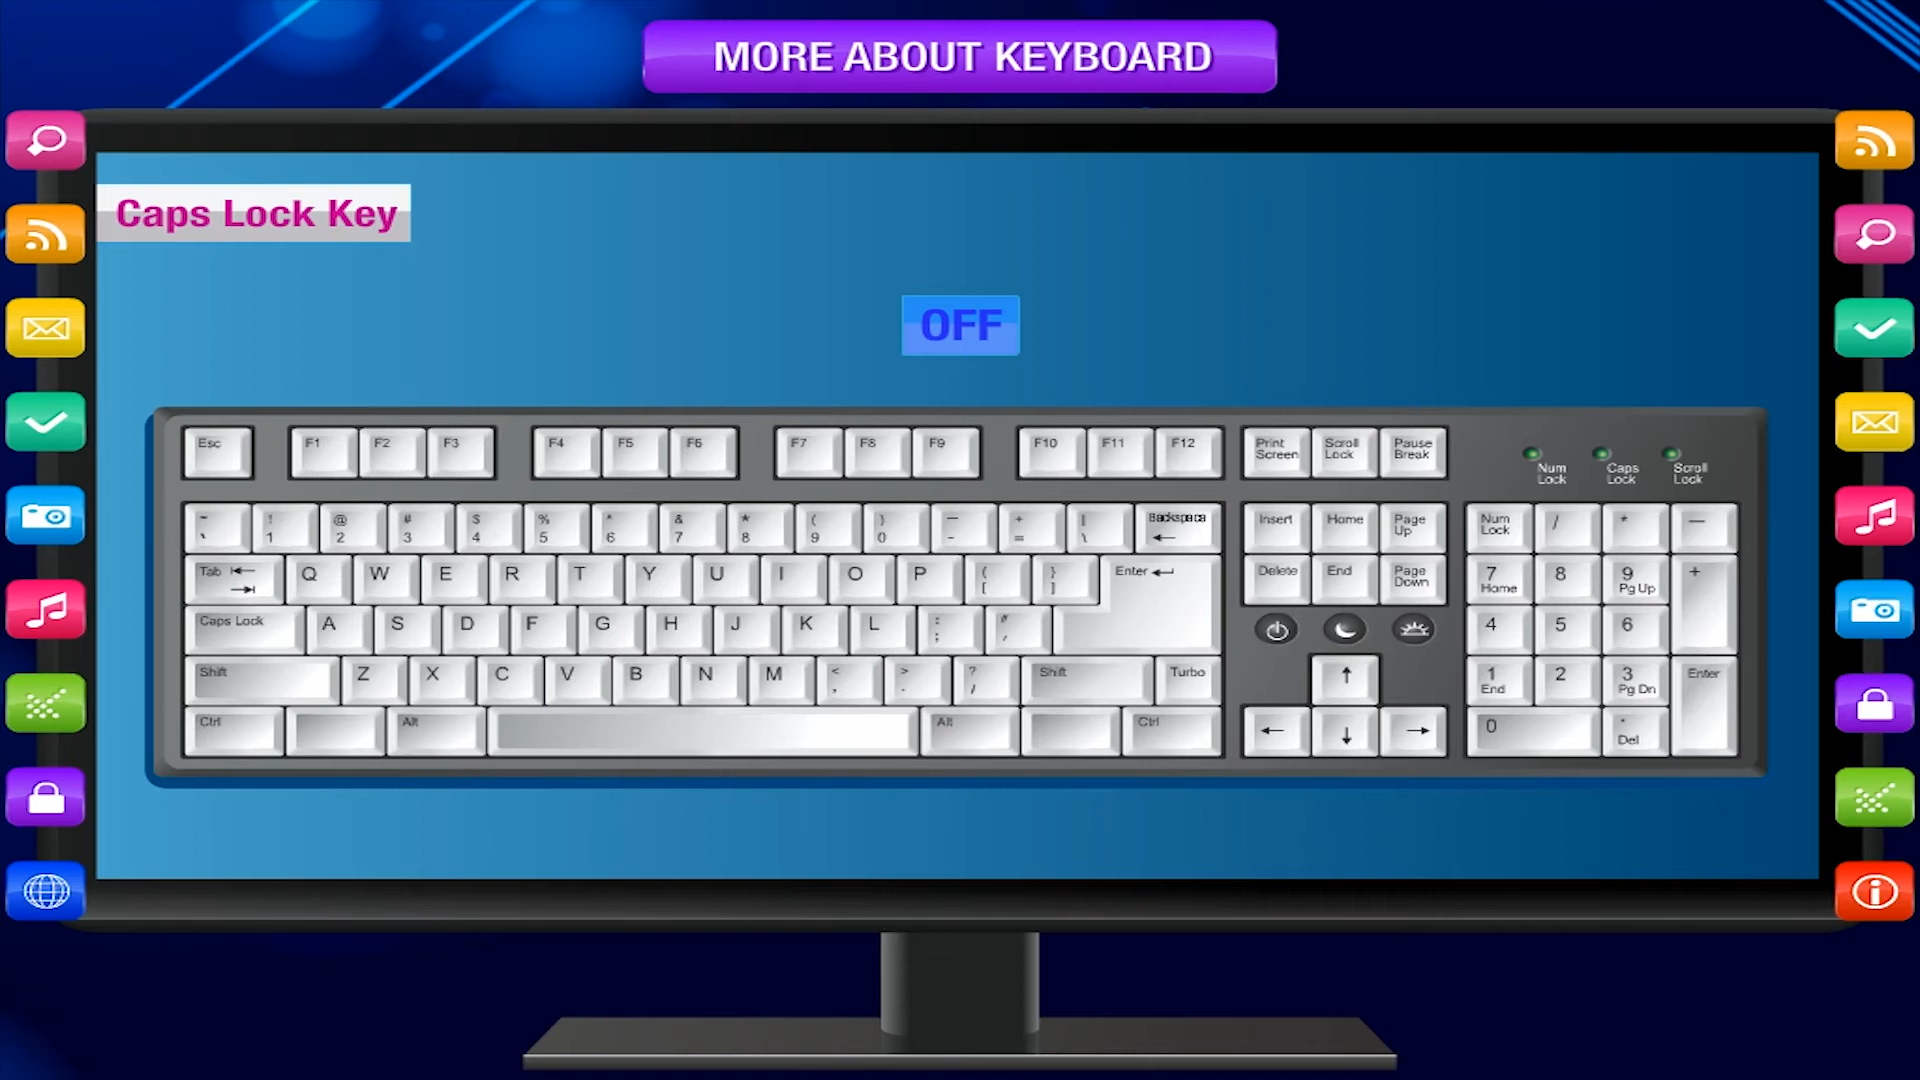 MORE ABOUT KEYBOARD
Caps Lock Key
OFF
Esc F1 F2 F3 F4 F5 F6 F7 F8 F9 F10 F11 F12 Print Screen Scroll Lock Pause Break
Num Lock Caps Lock Scroll Lock
~ ` ! 1 @ 2 # 3 $ 4 % 5 ^ 6 & 7 * 8 ( 9 ) 0 — - + = | \ Backspace ← Insert Home Page Up Num Lock / * —
Tab Q W E R T Y U I O P { [ } ] Enter ↵ Delete End Page Down 7 Home 8 9 Pg Up +
Caps Lock A S D F G H J K L : ; " , 4 5 6
Shift Z X C V B N M < , > . ? / Shift Turbo ↑ 1 End 2 3 Pg Dn Enter
Ctrl Alt Alt Ctrl ← ↓ → 0 . Del